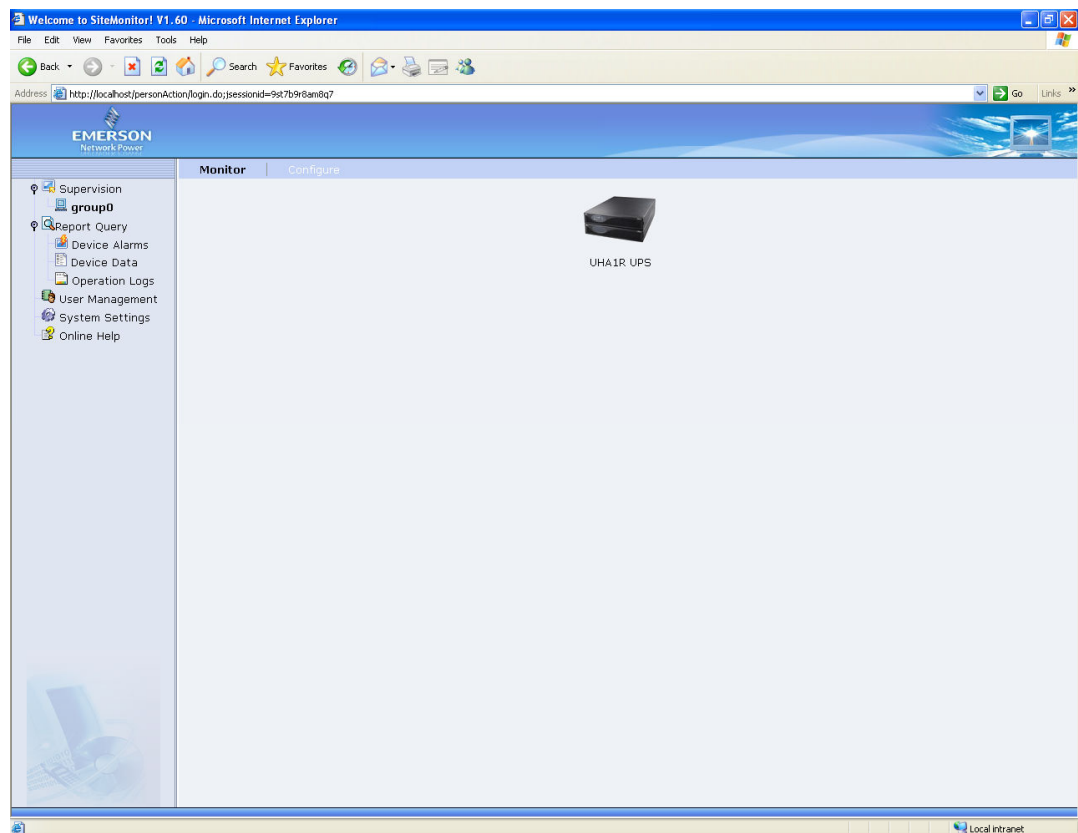 Welcome to SiteMonitor! V1.60 - Microsoft Internet Explorer
File Edit View Favorites Tools Help
Back Search Favorites
Address http://localhost/personAction/login.do;jsessionid=9st7b9r8am8q7 Go Links »
EMERSON
Network Power
Monitor | Configure
Supervision
group0
Report Query
Device Alarms
Device Data
Operation Logs
User Management
System Settings
Online Help
UHA1R UPS
Local intranet